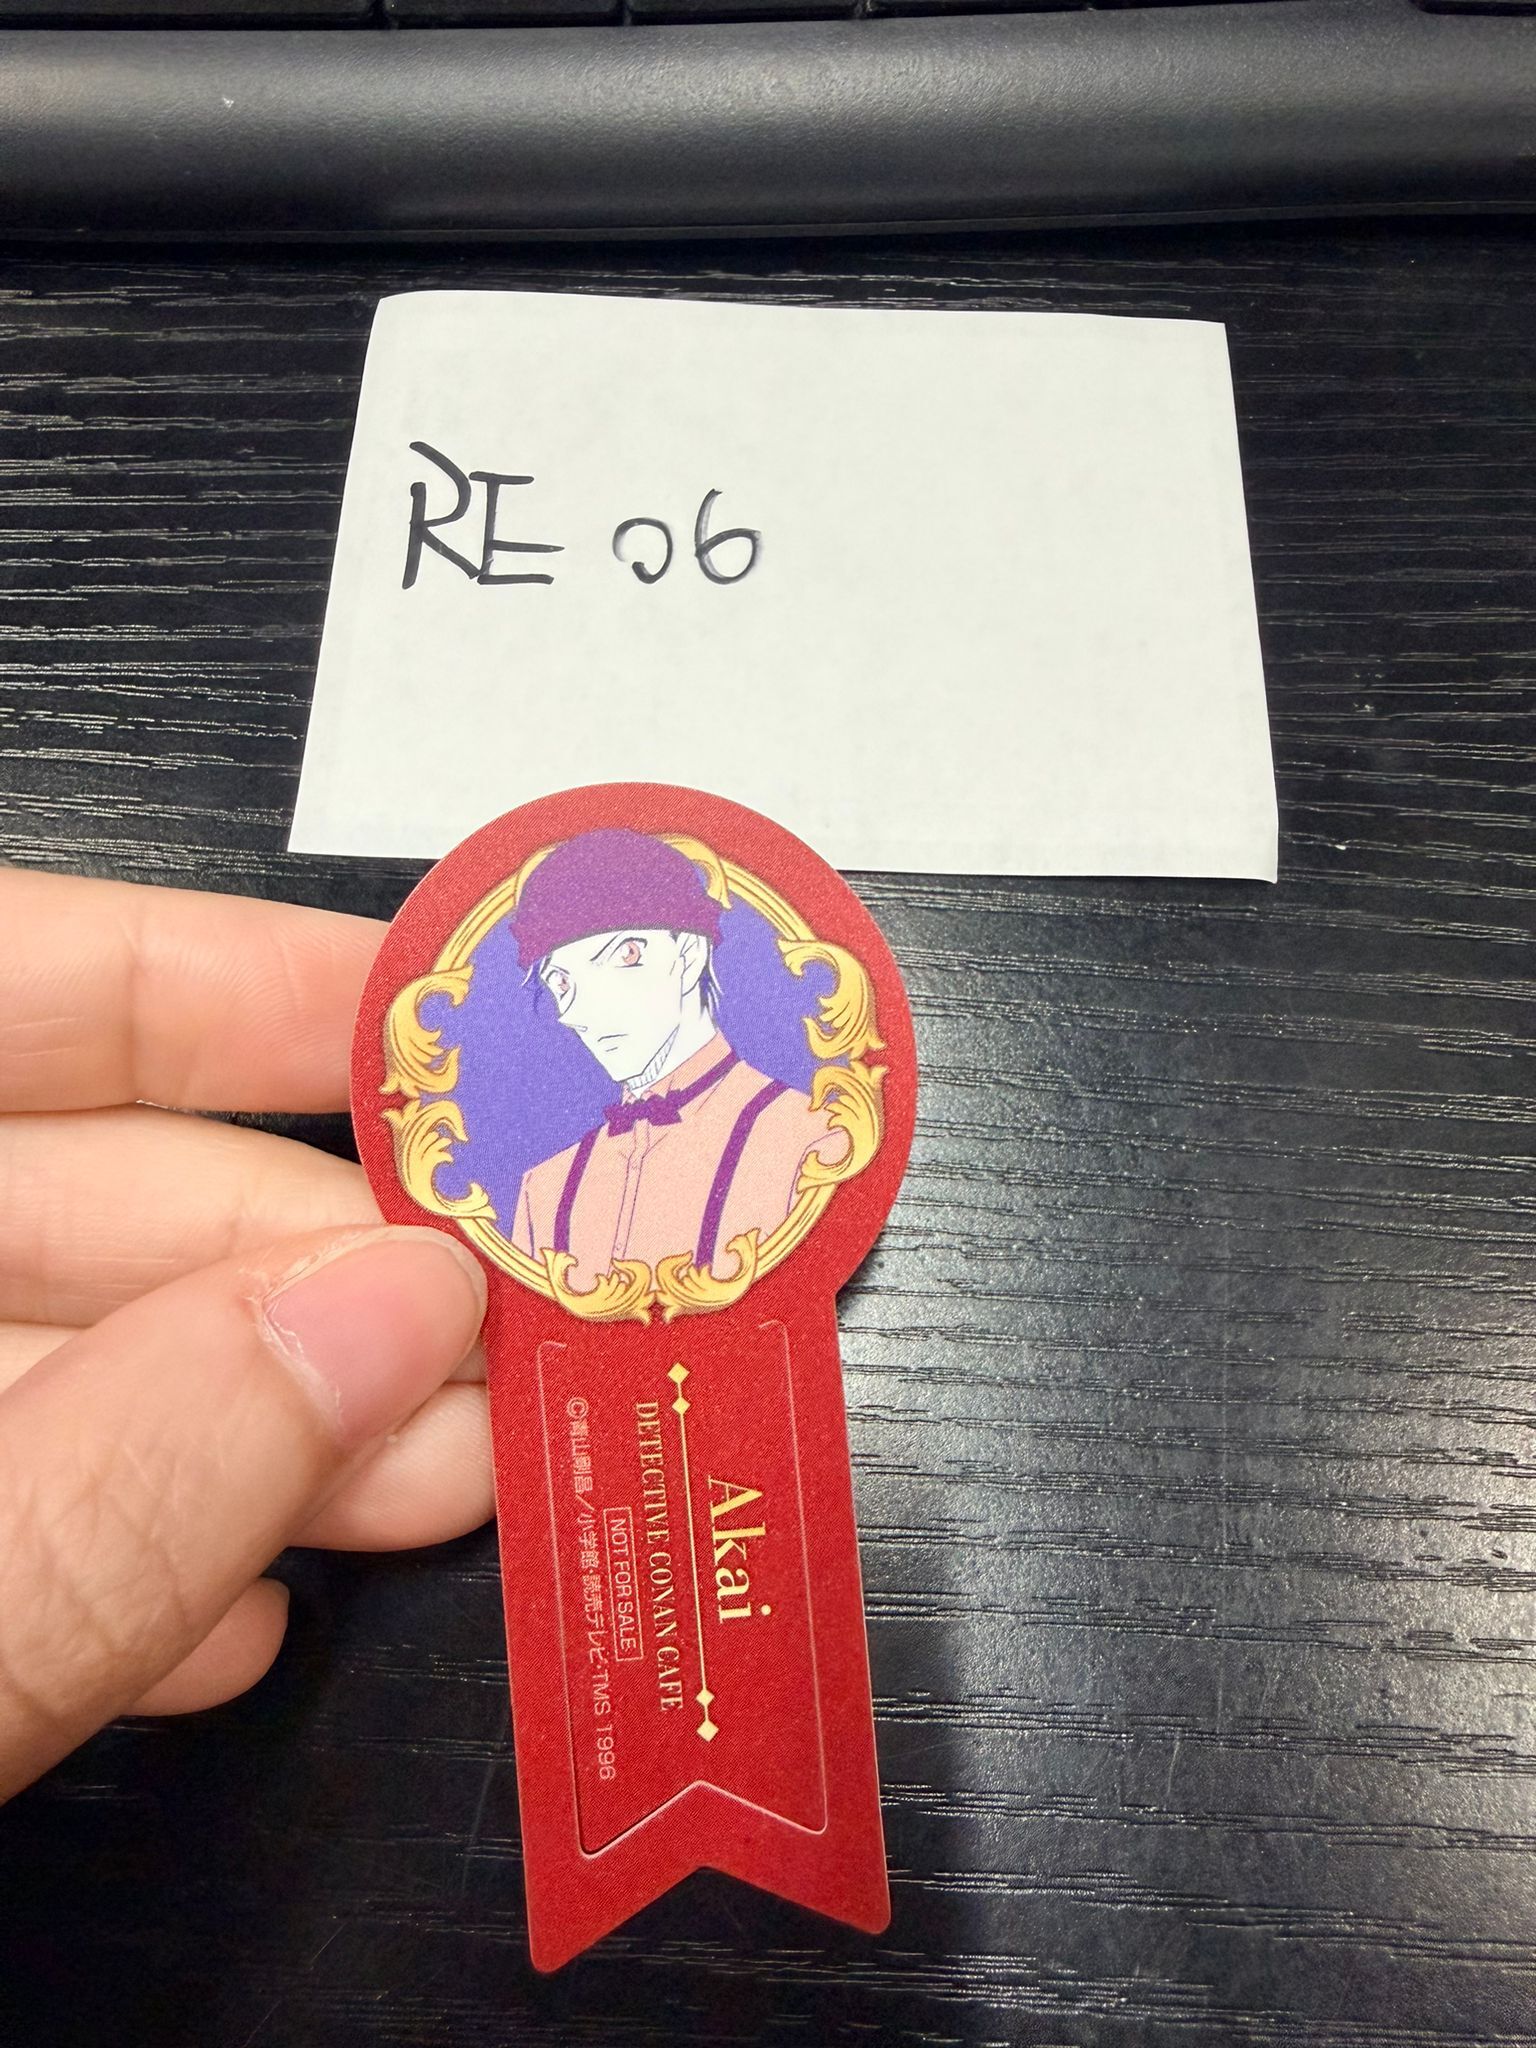 RE 06
Akai
DETECTIVE CONAN CAFE
NOT FOR SALE
©青山剛昌／小学館・読売テレビ・TMS 1996